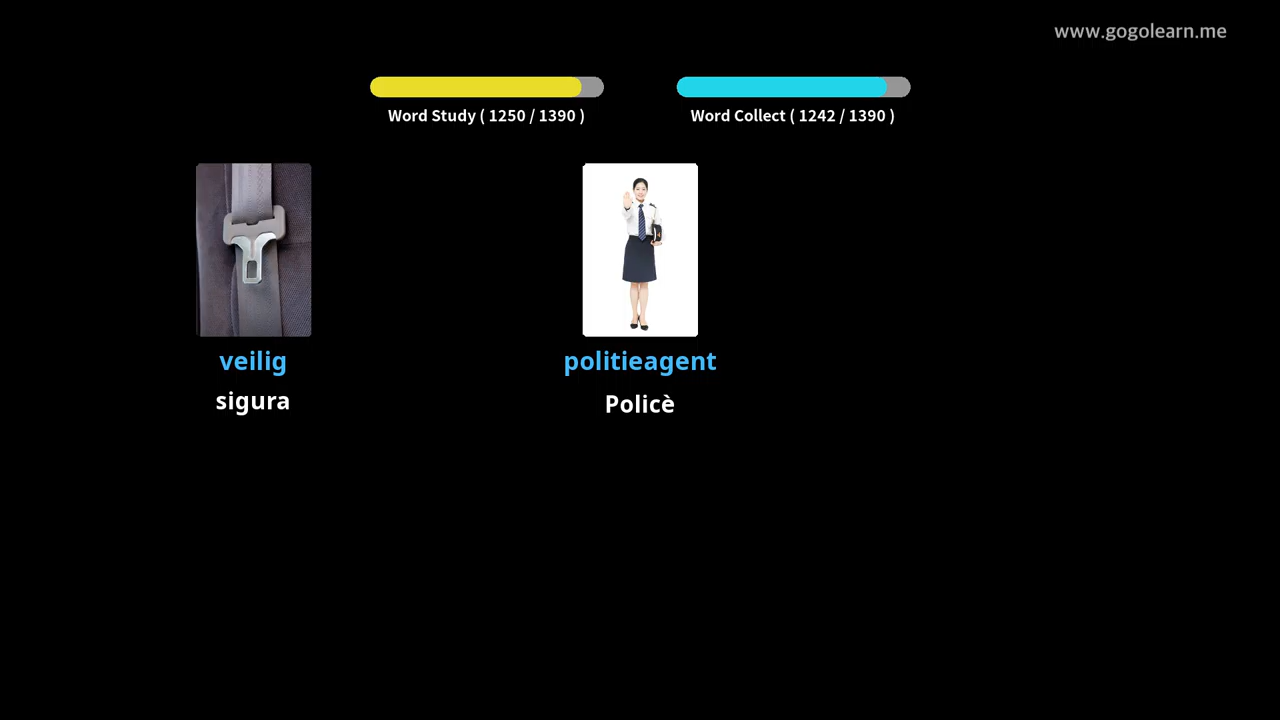 www.gogolearn.me
Word Study ( 1250 / 1390 )
Word Collect ( 1242 / 1390 )
veilig
sigura
politieagent
Policè